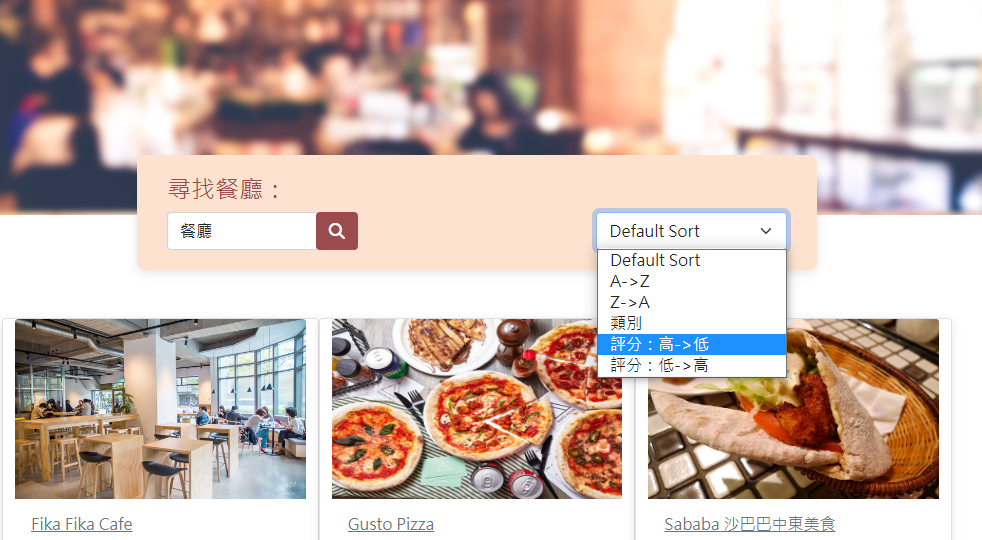 尋找餐廳：
餐廳
Default Sort
Default Sort
A->Z
Z->A
類別
評分：高->低
評分：低->高
Fika Fika Cafe
Gusto Pizza
Sababa 沙巴巴中東美食